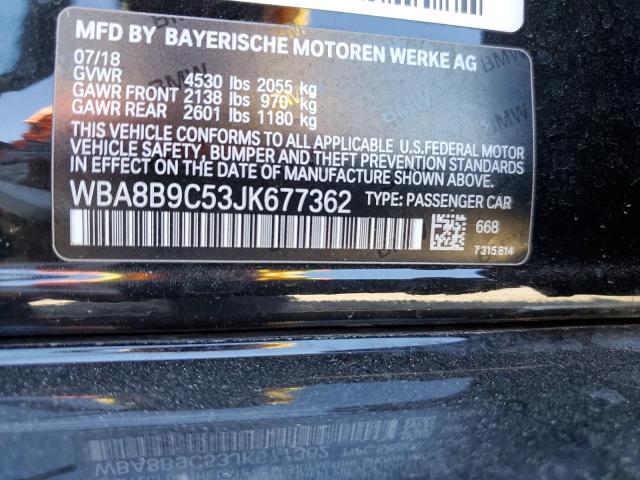 MFD BY BAYERISCHE MOTOREN WERKE AG
07/18
GVWR 4530 lbs 2055 kg
GAWR FRONT 2138 lbs 970 kg
GAWR REAR 2601 lbs 1180 kg
THIS VEHICLE CONFORMS TO ALL APPLICABLE U.S.FEDERAL MOTOR
VEHICLE SAFETY, BUMPER AND THEFT PREVENTION STANDARDS
IN EFFECT ON THE DATE OF MANUFACTURE SHOWN ABOVE.
WBA8B9C53JK677362 TYPE: PASSENGER CAR
668
7315814